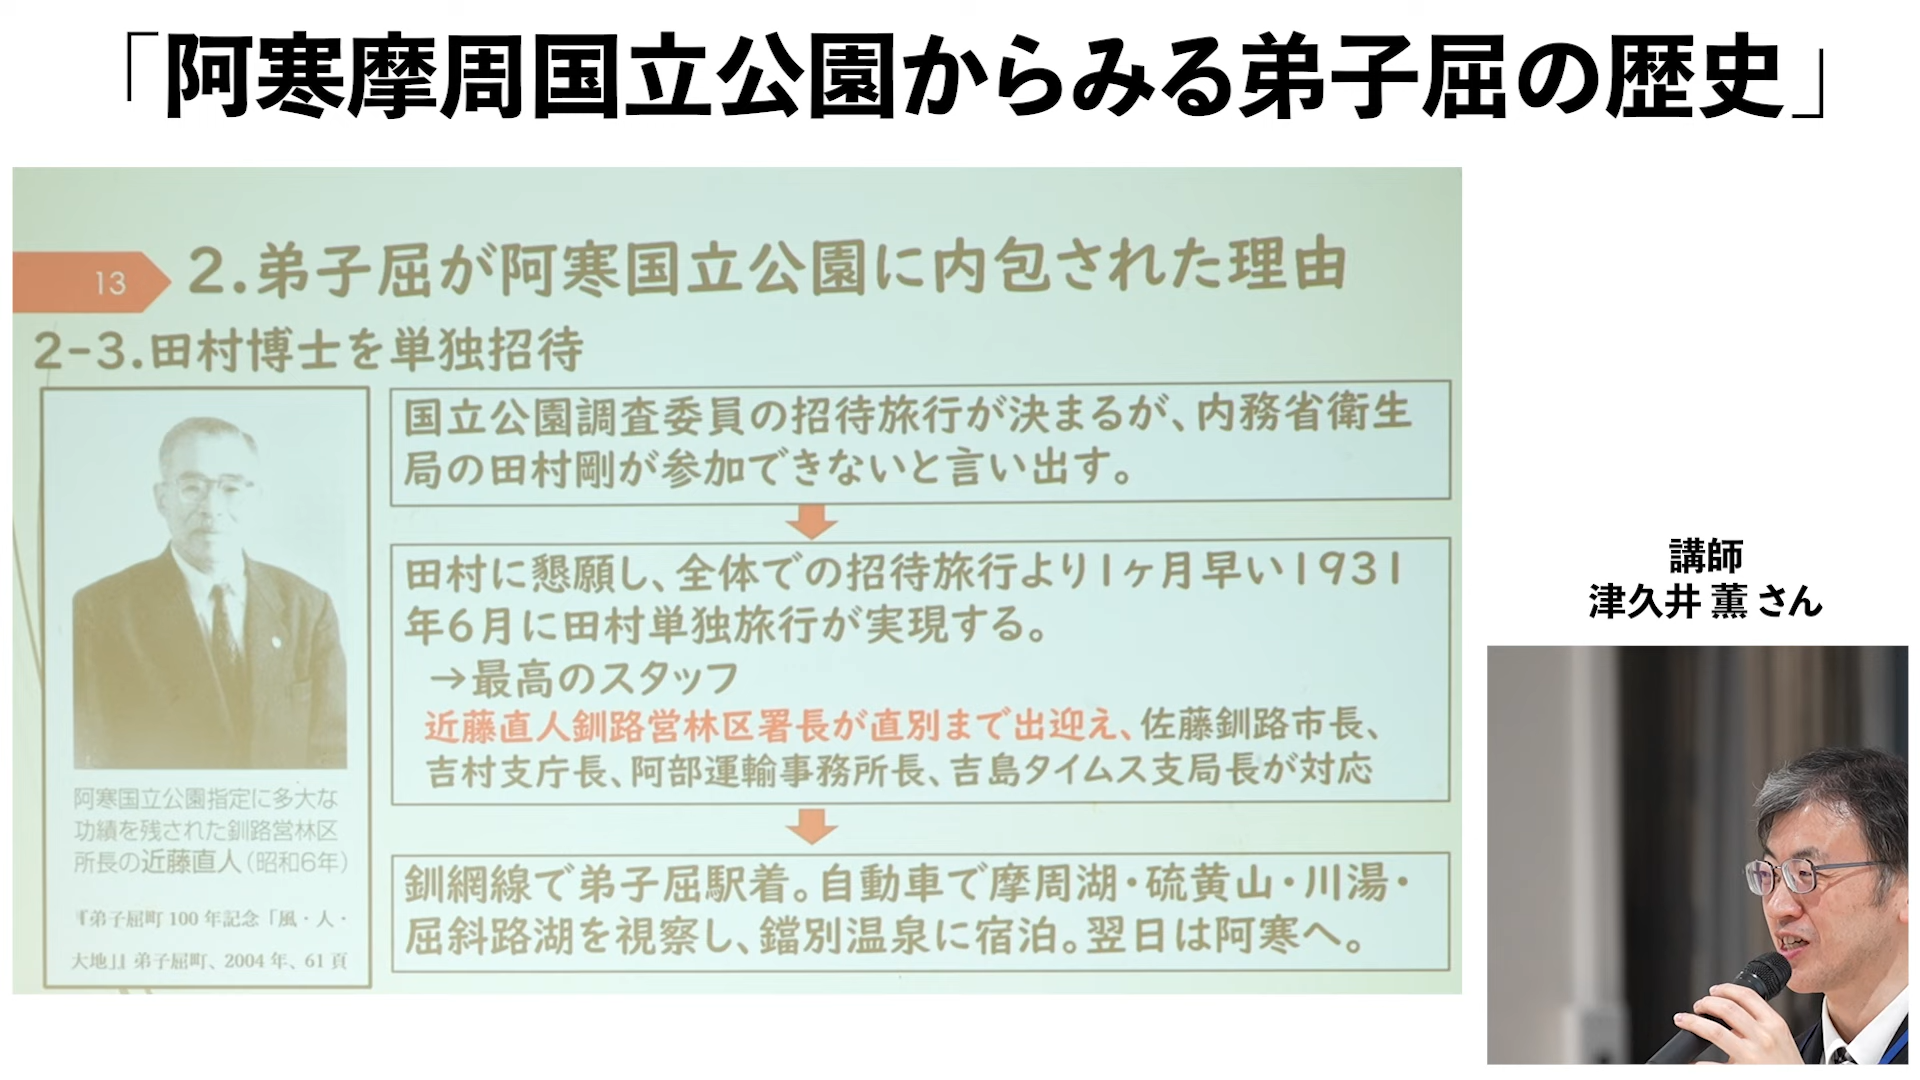 「阿寒摩周国立公園からみる弟子屈の歴史」
13
2.弟子屈が阿寒国立公園に内包された理由
2-3.田村博士を単独招待
国立公園調査委員の招待旅行が決まるが、内務省衛生
局の田村剛が参加できないと言い出す。
田村に懇願し、全体での招待旅行より1ヶ月早い1931
年6月に田村単独旅行が実現する。
→最高のスタッフ
近藤直人釧路営林区署長が直別まで出迎え、佐藤釧路市長、
吉村支庁長、阿部運輸事務所長、吉島タイムス支局長が対応
釧網線で弟子屈駅着。自動車で摩周湖・硫黄山・川湯・
屈斜路湖を視察し、鐺別温泉に宿泊。翌日は阿寒へ。
阿寒国立公園指定に多大な
功績を残された釧路営林区
所長の近藤直人(昭和6年)
『弟子屈町100年記念「風・人・
大地」』弟子屈町、2004年、61頁
講師
津久井 薫 さん